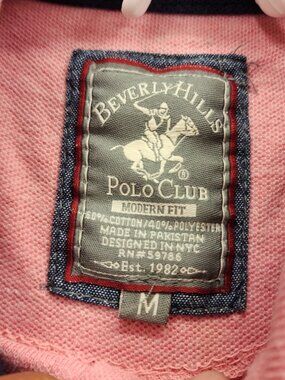 BEVERLY HILLS
®
POLO CLUB
MODERN FIT
60% COTTON/40% POLYESTER
MADE IN PAKISTAN
DESIGNED IN NYC
RN#59786
Est. 1982
M